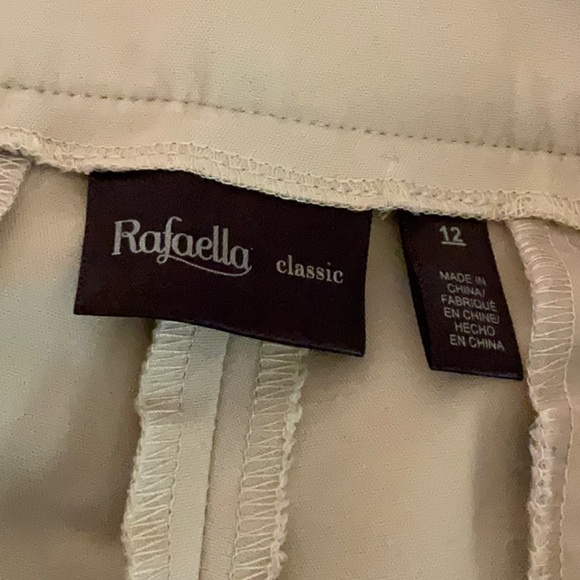 Rafaella classic
12
MADE IN
CHINA/
FABRIQUÉ
EN CHINE/
HECHO
EN CHINA